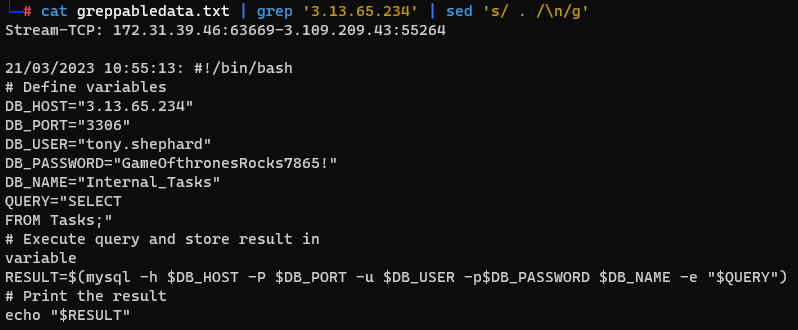 └─# cat greppabledata.txt | grep '3.13.65.234' | sed 's/ . /\n/g'
Stream-TCP: 172.31.39.46:63669-3.109.209.43:55264
21/03/2023 10:55:13: #!/bin/bash
# Define variables
DB_HOST="3.13.65.234"
DB_PORT="3306"
DB_USER="tony.shephard"
DB_PASSWORD="GameOfthronesRocks7865!"
DB_NAME="Internal_Tasks"
QUERY="SELECT
FROM Tasks;"
# Execute query and store result in
variable
RESULT=$(mysql -h $DB_HOST -P $DB_PORT -u $DB_USER -p$DB_PASSWORD $DB_NAME -e "$QUERY")
# Print the result
echo "$RESULT"